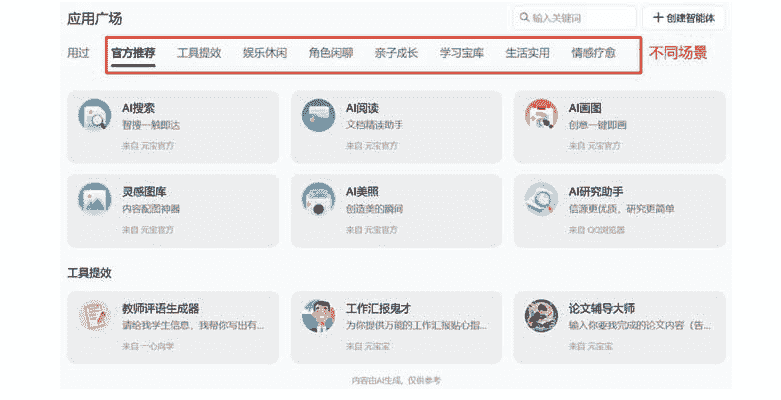 应用广场
输入关键词
+ 创建智能体
用过 官方推荐 工具提效 娱乐休闲 角色闲聊 亲子成长 学习宝库 生活实用 情感疗愈 不同场景
AI搜索
智搜一触即达
来自 元宝官方
AI阅读
文档精读助手
来自 元宝官方
AI画图
创意一键即画
来自 元宝官方
灵感图库
内容配图神器
来自 元宝官方
AI美照
创造美的瞬间
来自 元宝官方
AI研究助手
信源更优质，研究更简单
来自 QQ浏览器
工具提效
教师评语生成器
请给我学生信息，我帮你写出有...
来自 一心向学
工作汇报鬼才
为你提供万能的工作汇报贴心指...
来自 元宝宝
论文辅导大师
输入你要我完成的论文内容（告...
来自 元宝宝
内容由AI生成，仅供参考